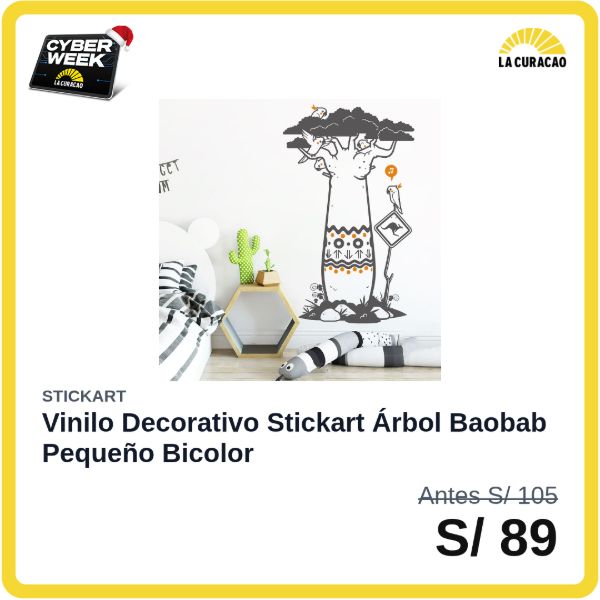 CYBER
WEEK
LA CURACAO
LA CURACAO
STICKART
Vinilo Decorativo Stickart Árbol Baobab
Pequeño Bicolor
Antes S/ 105
S/ 89